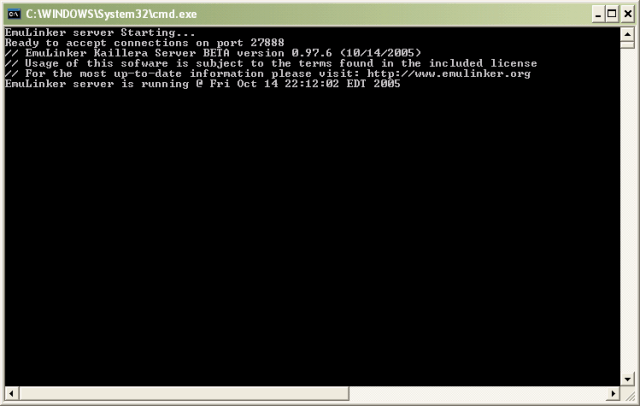 C:\WINDOWS\System32\cmd.exe
EmuLinker server Starting...
Ready to accept connections on port 27888
// EmuLinker Kaillera Server BETA version 0.97.6 (10/14/2005)
// Usage of this sofware is subject to the terms found in the included license
// For the most up-to-date information please visit: http://www.emulinker.org
EmuLinker server is running @ Fri Oct 14 22:12:02 EDT 2005